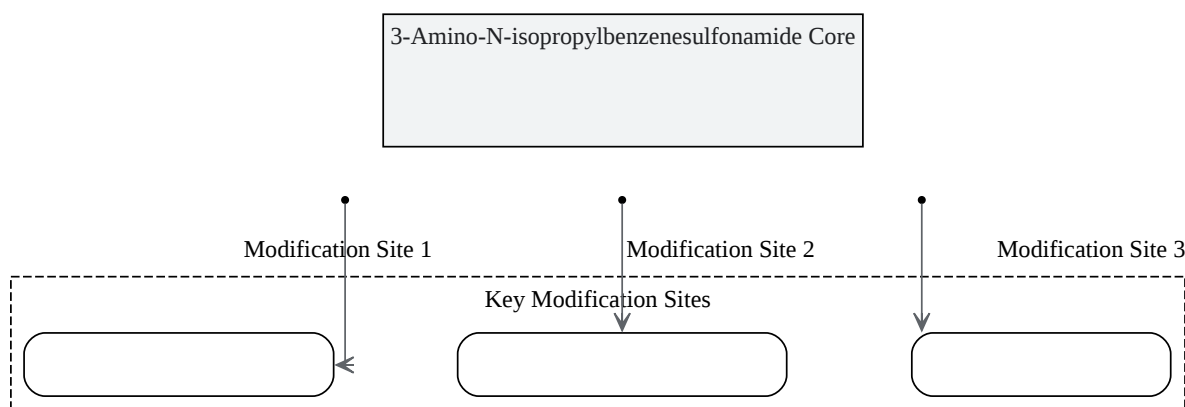 3-Amino-N-isopropylbenzenesulfonamide Core
Modification Site 1
Modification Site 2
Modification Site 3
Key Modification Sites